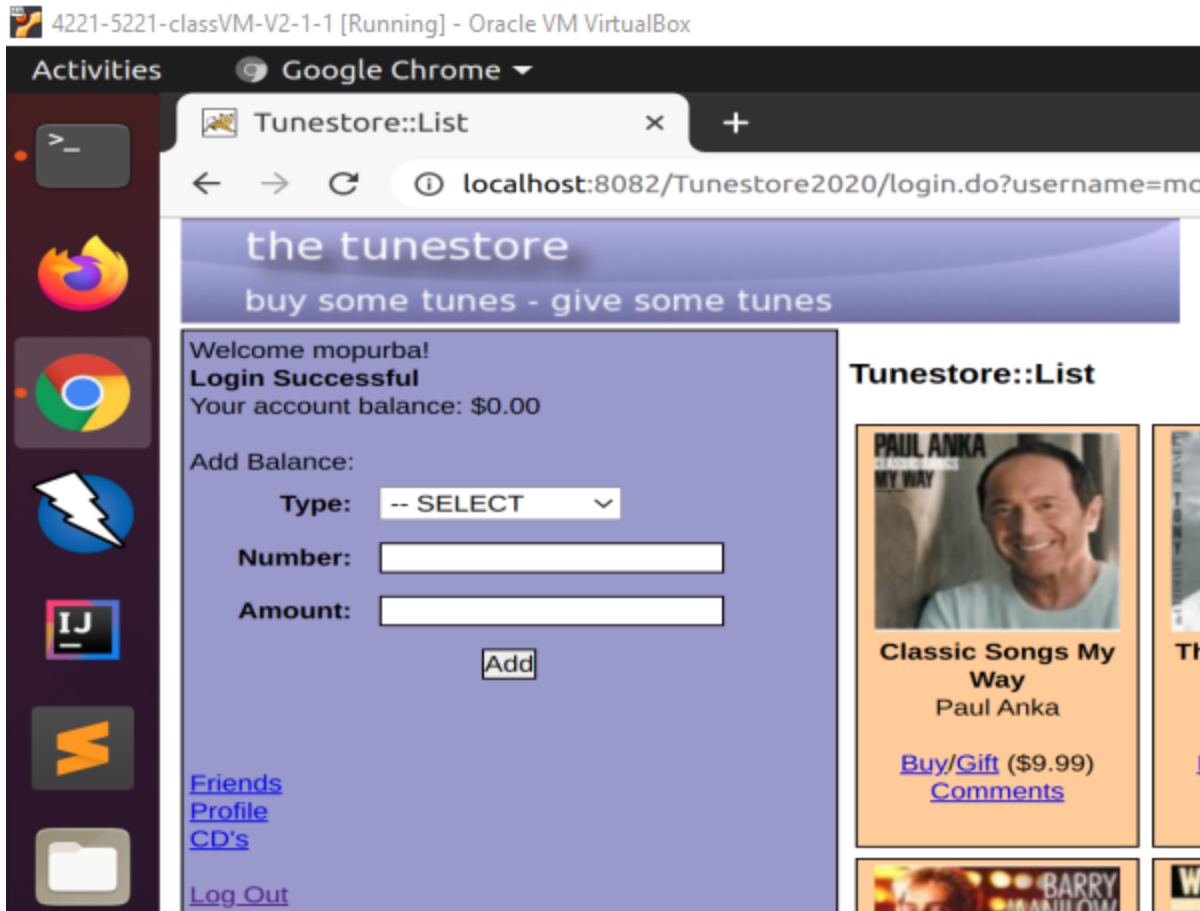 4221-5221-classVM-V2-1-1 [Running] - Oracle VM VirtualBox
Activities
Google Chrome
Tunestore::List
localhost:8082/Tunestore2020/login.do?username=mo
the tunestore
buy some tunes - give some tunes
Welcome mopurba!
Login Successful
Your account balance: $0.00
Add Balance:
Type: -- SELECT
Number:
Amount:
Add
Friends
Profile
CD's
Log Out
Tunestore::List
PAUL ANKA
CLASSIC SONGS
MY WAY
Classic Songs My
Way
Paul Anka
Buy/Gift ($9.99)
Comments
Th
BARRY
MANILOW
W
IJ